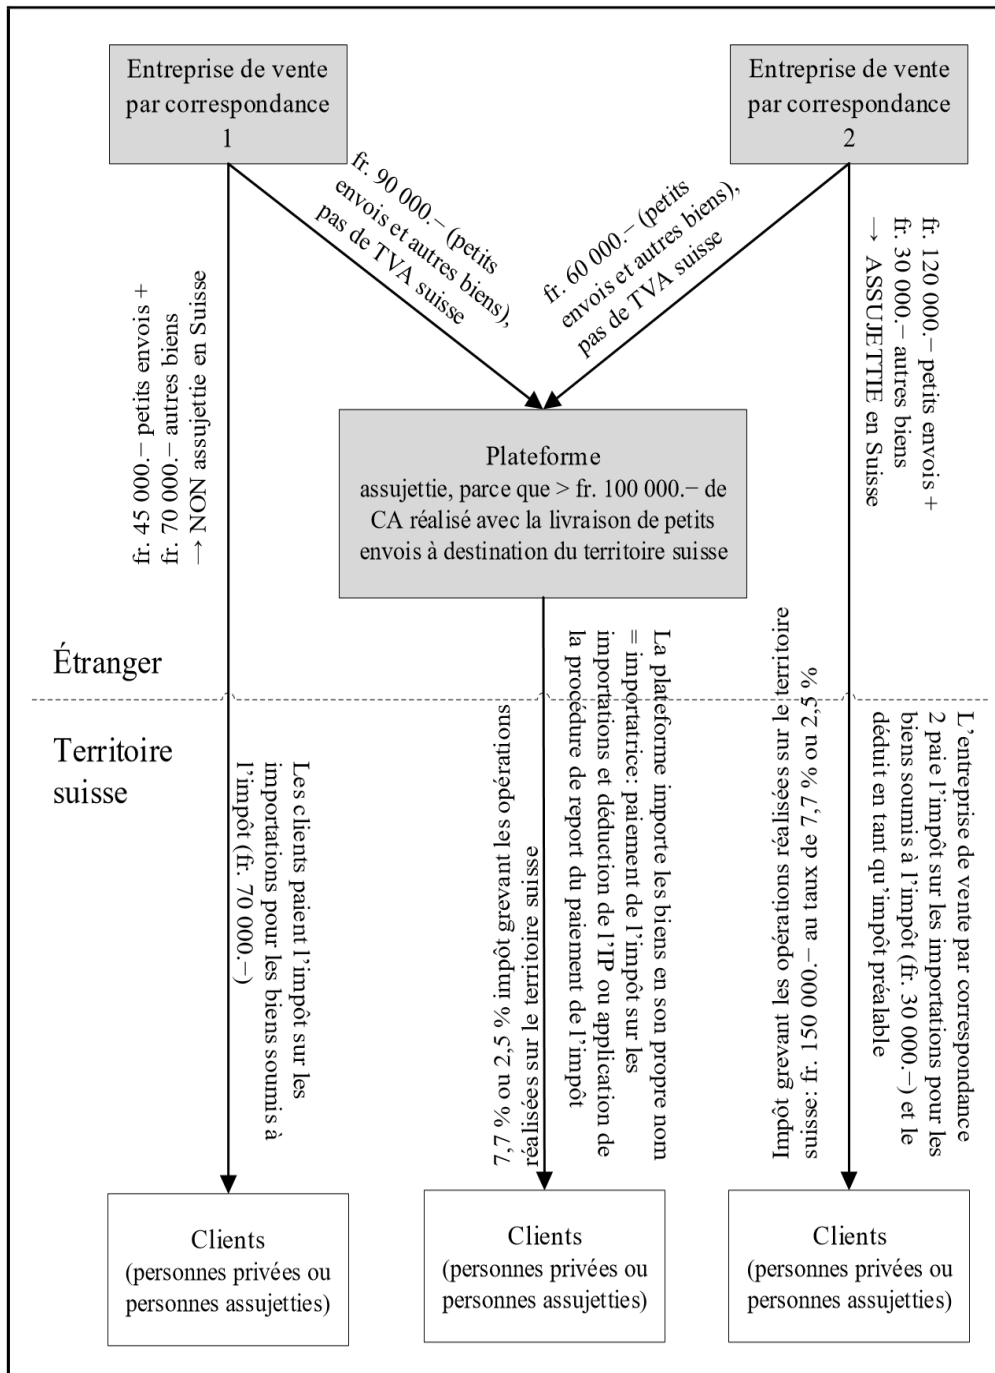 Entreprise de vente
par correspondance
1
Entreprise de vente
par correspondance
2
fr. 90 000.– (petits
envois et autres biens),
pas de TVA suisse
fr. 60 000.– (petits
envois et autres biens),
pas de TVA suisse
fr. 45 000.– petits envois +
fr. 70 000.– autres biens
→ NON assujettie en Suisse
fr. 120 000.– petits envois +
fr. 30 000.– autres biens
→ ASSUJETTIE en Suisse
Plateforme
assujettie, parce que > fr. 100 000.– de
CA réalisé avec la livraison de petits
envois à destination du territoire suisse
Étranger
Territoire
suisse
Les clients paient l’impôt sur les
importations pour les biens soumis à
l’impôt (fr. 70 000.–)
La plateforme importe les biens en son propre nom
= importatrice: paiement de l’impôt sur les
importations et déduction de l’IP ou application de
la procédure de report du paiement de l’impôt
7,7 % ou 2,5 % impôt grevant les opérations
réalisées sur le territoire suisse
Impôt grevant les opérations réalisées sur le territoire
suisse: fr. 150 000.– au taux de 7,7 % ou 2,5 %
L’entreprise de vente par correspondance
2 paie l’impôt sur les importations pour les
biens soumis à l’impôt (fr. 30 000.–) et le
déduit en tant qu’impôt préalable
Clients
(personnes privées ou
personnes assujetties)
Clients
(personnes privées ou
personnes assujetties)
Clients
(personnes privées ou
personnes assujetties)